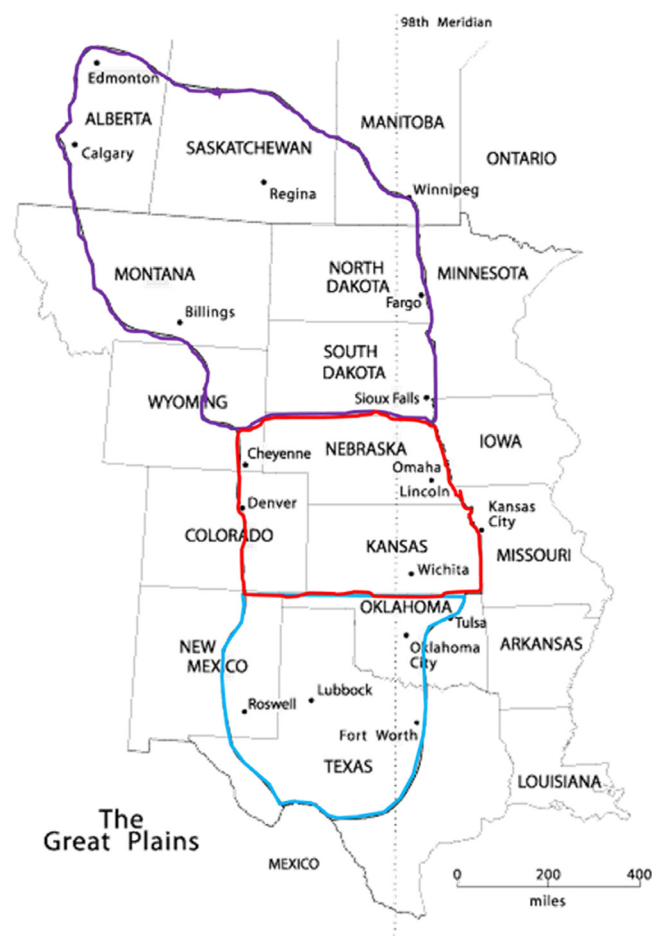 98th Meridian
Edmonton
ALBERTA
MANITOBA
SASKATCHEWAN
Calgary
ONTARIO
Regina
Winnipeg
MONTANA
NORTH
DAKOTA
MINNESOTA
Fargo
Billings
SOUTH
DAKOTA
WYOMING
Sioux Falls
Cheyenne
NEBRASKA
IOWA
Omaha
Lincoln
Denver
Kansas
City
COLORADO
KANSAS
MISSOURI
Wichita
OKLAHOMA
Tulsa
NEW
MEXICO
Oklahoma
City
ARKANSAS
Lubbock
Roswell
Fort Worth
TEXAS
LOUISIANA
The
Great Plains
MEXICO
0 200 400
miles